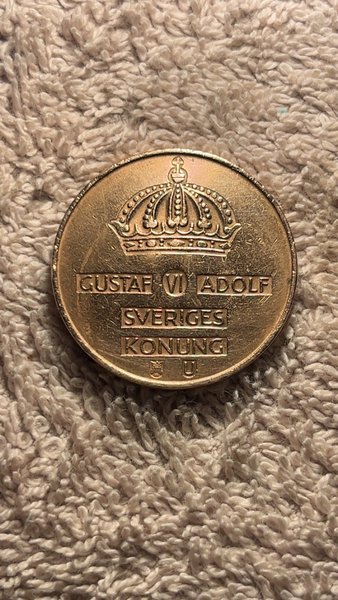 GUSTAF VI ADOLF
SVERIGES
KONUNG
U